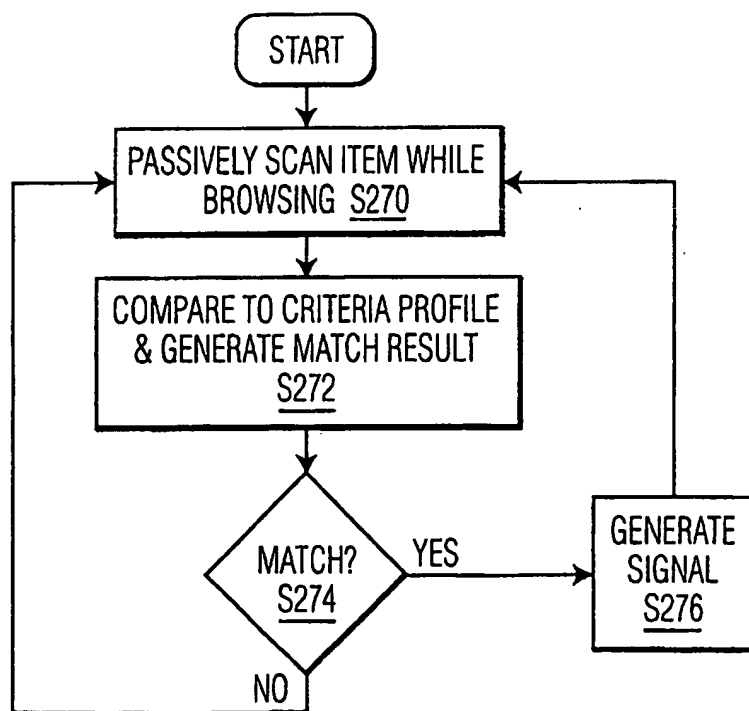 START
PASSIVELY SCAN ITEM WHILE
BROWSING S270
COMPARE TO CRITERIA PROFILE
& GENERATE MATCH RESULT
S272
MATCH?
S274
YES
GENERATE
SIGNAL
S276
NO